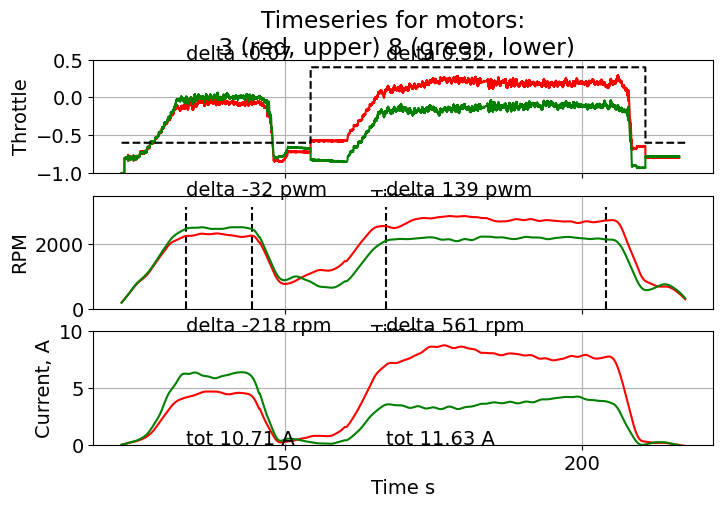 Timeseries for motors:
3 (red, upper) 8 (green, lower)
delta -0.07 delta 0.32
Throttle
0.5
0.0
−0.5
−1.0
delta -32 pwm delta 139 pwm
RPM
2000
0
delta -218 rpm delta 561 rpm
Current, A
10
5
0
tot 10.71 A tot 11.63 A
150 200
Time s